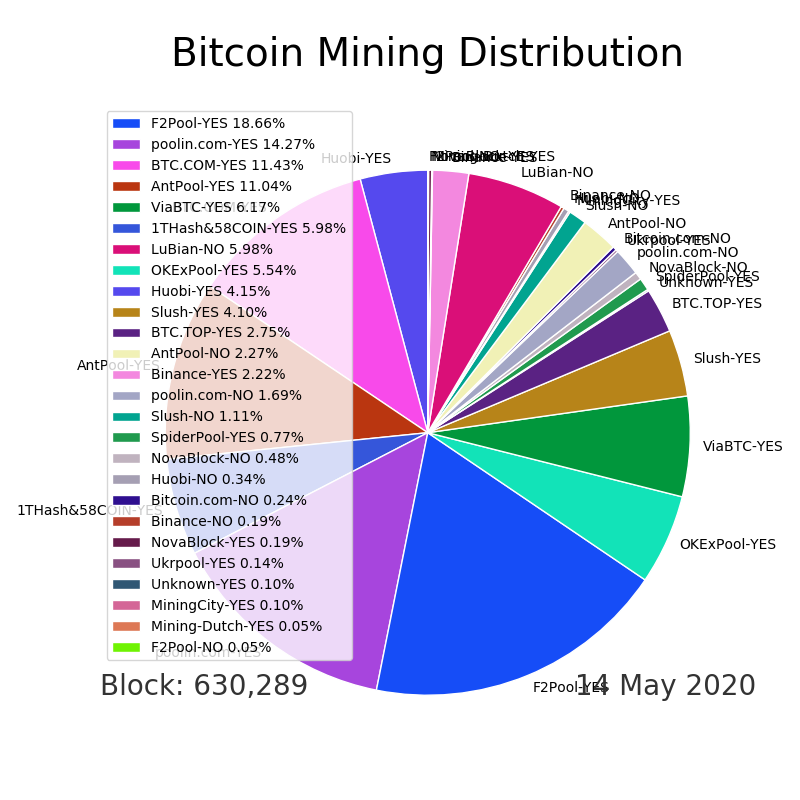 Bitcoin Mining Distribution
F2Pool-YES 18.66%
poolin.com-YES 14.27%
BTC.COM-YES 11.43%
AntPool-YES 11.04%
ViaBTC-YES 6.17%
1THash&58COIN-YES 5.98%
LuBian-NO 5.98%
OKExPool-YES 5.54%
Huobi-YES 4.15%
Slush-YES 4.10%
BTC.TOP-YES 2.75%
AntPool-NO 2.27%
Binance-YES 2.22%
poolin.com-NO 1.69%
Slush-NO 1.11%
SpiderPool-YES 0.77%
NovaBlock-NO 0.48%
Huobi-NO 0.34%
Bitcoin.com-NO 0.24%
Binance-NO 0.19%
NovaBlock-YES 0.19%
Ukrpool-YES 0.14%
Unknown-YES 0.10%
MiningCity-YES 0.10%
Mining-Dutch-YES 0.05%
F2Pool-NO 0.05%
Huobi-YES
LuBian-NO
Binance-NO
Slush-NO
AntPool-NO
Bitcoin.com-NO
Ukrpool-YES
poolin.com-NO
NovaBlock-NO
SpiderPool-YES
Unknown-YES
BTC.TOP-YES
Slush-YES
ViaBTC-YES
OKExPool-YES
F2Pool-YES
AntPool-YES
1THash&58COIN-YES
poolin.com-YES
Block: 630,289
14 May 2020